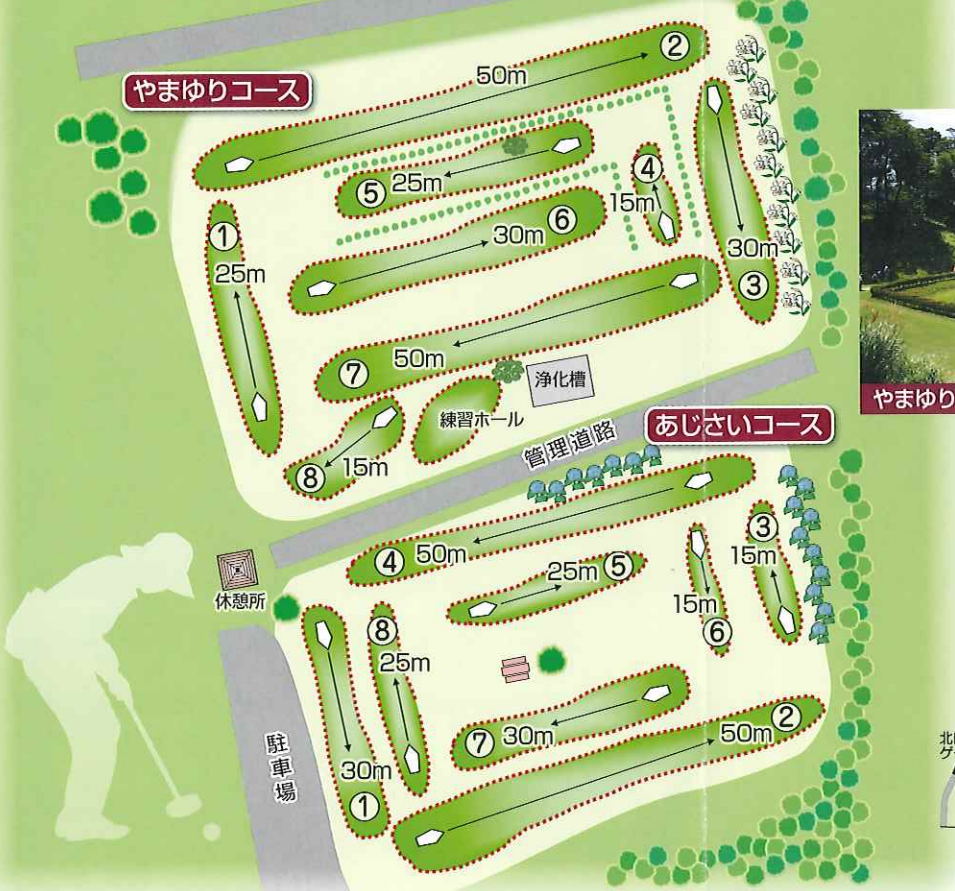 やまゆりコース
② 50m
⑤ 25m
④ 15m
① 25m
30m ⑥
30m ③
⑦ 50m
浄化槽
練習ホール
⑧ 15m
やまゆり
管理道路
あじさいコース
④ 50m
25m ⑤
③ 15m
15m ⑥
休憩所
⑧ 25m
30m ①
⑦ 30m
50m ②
駐車場